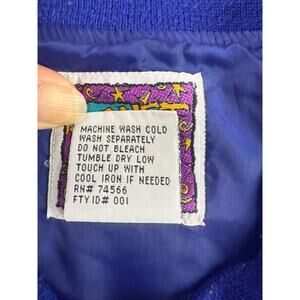 MACHINE WASH COLD
WASH SEPARATELY
DO NOT BLEACH
TUMBLE DRY LOW
TOUCH UP WITH
COOL IRON IF NEEDED
RN# 74566
FTY ID# 001